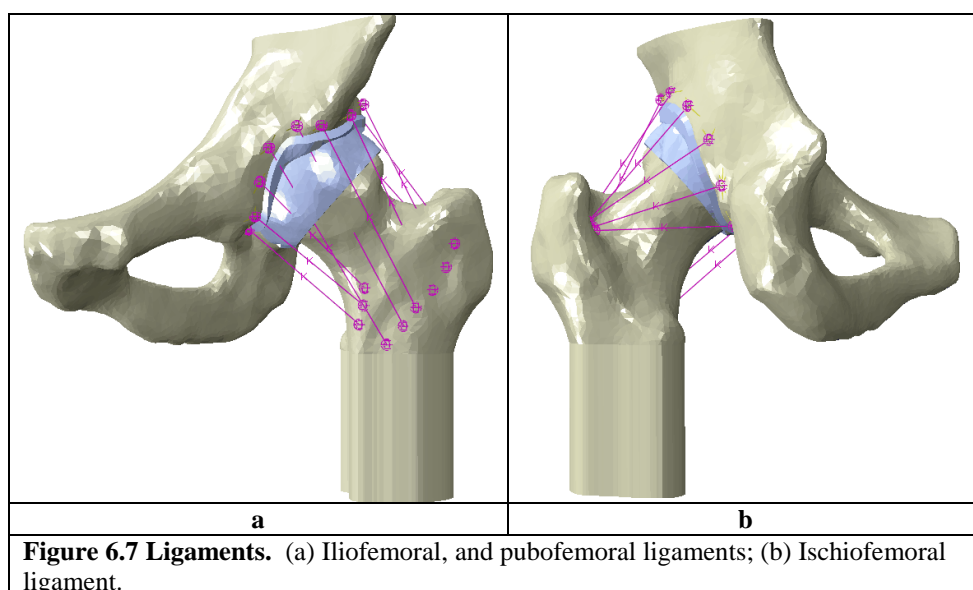 a
b
Figure 6.7 Ligaments. (a) Iliofemoral, and pubofemoral ligaments; (b) Ischiofemoral
ligament.